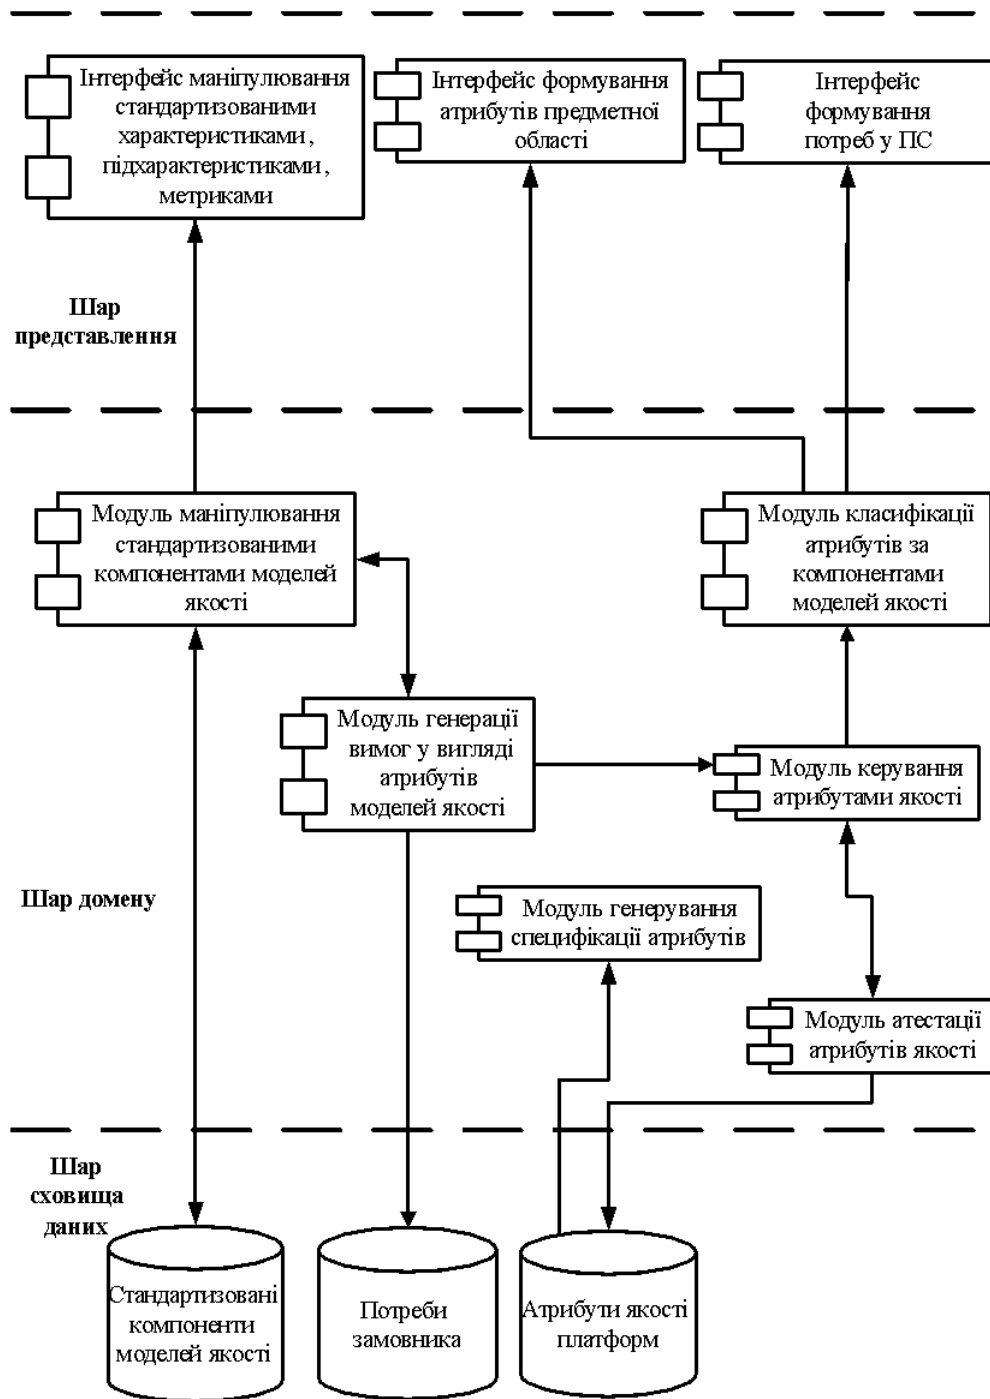 Інтерфейс маніпулювання
стандартизованими
характеристиками,
підхарактеристиками,
метриками
Інтерфейс формування
атрибутів предметної
області
Інтерфейс
формування
потреб у ПС
Шар
представлення
Модуль маніпулювання
стандартизованими
компонентами моделей
якості
Модуль класифікації
атрибутів за
компонентами
моделей якості
Модуль генерації
вимог у вигляді
атрибутів
моделей якості
Модуль керування
атрибутами якості
Шар домену
Модуль генерування
специфікації атрибутів
Модуль атестації
атрибутів якості
Шар
сховища
даних
Стандартизовані
компоненти
моделей якості
Потреби
замовника
Атрибути якості
платформ